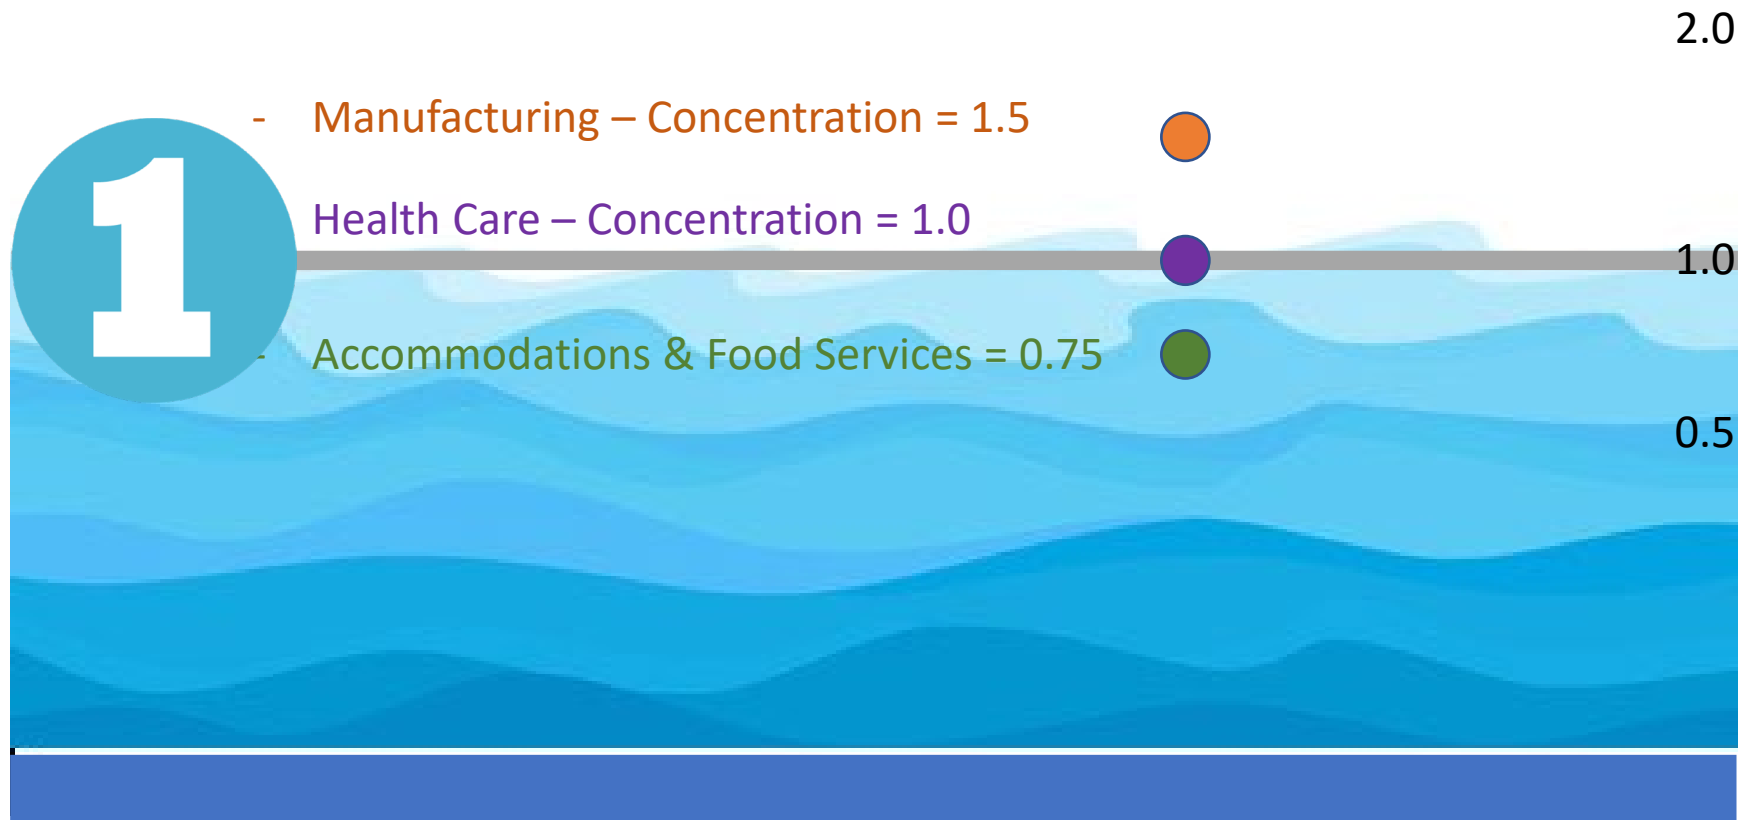 2.0
- Manufacturing – Concentration = 1.5
1
Health Care – Concentration = 1.0
1.0
- Accommodations & Food Services = 0.75
0.5